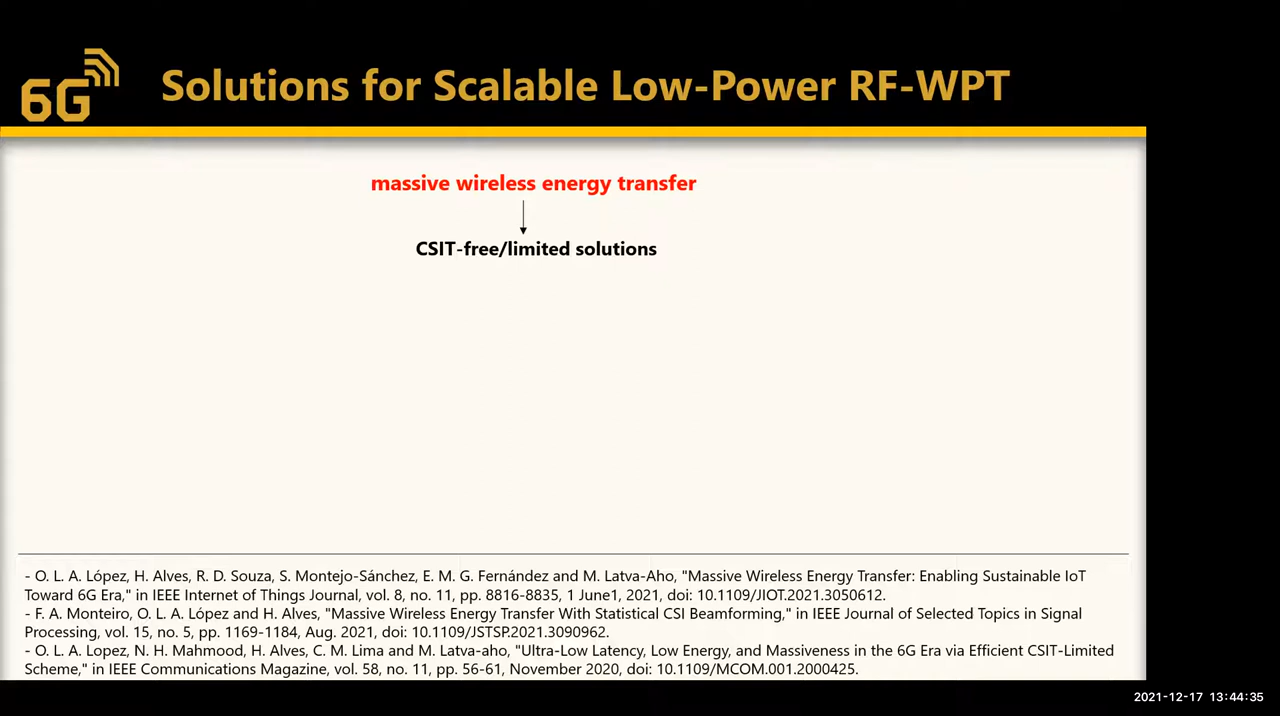 6G
Solutions for Scalable Low-Power RF-WPT
massive wireless energy transfer
CSIT-free/limited solutions
- O. L. A. López, H. Alves, R. D. Souza, S. Montejo-Sánchez, E. M. G. Fernández and M. Latva-Aho, "Massive Wireless Energy Transfer: Enabling Sustainable IoT
Toward 6G Era," in IEEE Internet of Things Journal, vol. 8, no. 11, pp. 8816-8835, 1 June1, 2021, doi: 10.1109/JIOT.2021.3050612.
- F. A. Monteiro, O. L. A. López and H. Alves, "Massive Wireless Energy Transfer With Statistical CSI Beamforming," in IEEE Journal of Selected Topics in Signal
Processing, vol. 15, no. 5, pp. 1169-1184, Aug. 2021, doi: 10.1109/JSTSP.2021.3090962.
- O. L. A. Lopez, N. H. Mahmood, H. Alves, C. M. Lima and M. Latva-aho, "Ultra-Low Latency, Low Energy, and Massiveness in the 6G Era via Efficient CSIT-Limited
Scheme," in IEEE Communications Magazine, vol. 58, no. 11, pp. 56-61, November 2020, doi: 10.1109/MCOM.001.2000425.
2021-12-17 13:44:35